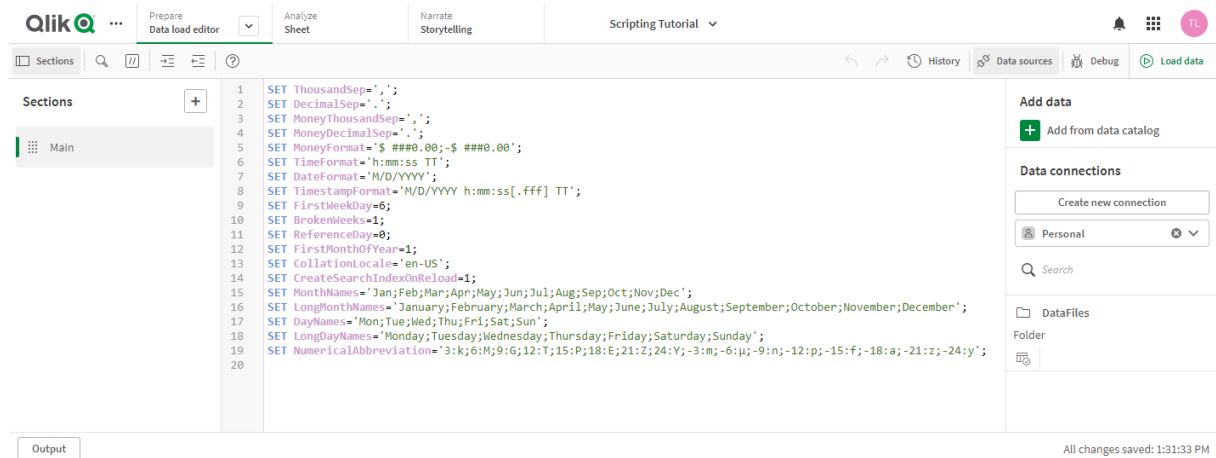 Qlik ... Prepare Analyze Narrate
Data load editor Sheet Storytelling Scripting Tutorial TL
Sections // ? History Data sources Debug Load data
Sections +
Main
1 SET ThousandSep=',';
2 SET DecimalSep='.';
3 SET MoneyThousandSep=',';
4 SET MoneyDecimalSep='.';
5 SET MoneyFormat='$ ###0.00;-$ ###0.00';
6 SET TimeFormat='h:mm:ss TT';
7 SET DateFormat='M/D/YYYY';
8 SET TimestampFormat='M/D/YYYY h:mm:ss[.fff] TT';
9 SET FirstWeekDay=6;
10 SET BrokenWeeks=1;
11 SET ReferenceDay=0;
12 SET FirstMonthOfYear=1;
13 SET CollationLocale='en-US';
14 SET CreateSearchIndexOnReload=1;
15 SET MonthNames='Jan;Feb;Mar;Apr;May;Jun;Jul;Aug;Sep;Oct;Nov;Dec';
16 SET LongMonthNames='January;February;March;April;May;June;July;August;September;October;November;December';
17 SET DayNames='Mon;Tue;Wed;Thu;Fri;Sat;Sun';
18 SET LongDayNames='Monday;Tuesday;Wednesday;Thursday;Friday;Saturday;Sunday';
19 SET NumericalAbbreviation='3:k;6:M;9:G;12:T;15:P;18:E;21:Z;24:Y;-3:m;-6:μ;-9:n;-12:p;-15:f;-18:a;-21:z;-24:y';
20
Add data
Add from data catalog
Data connections
Create new connection
Personal
Search
DataFiles
Folder
Output
All changes saved: 1:31:33 PM